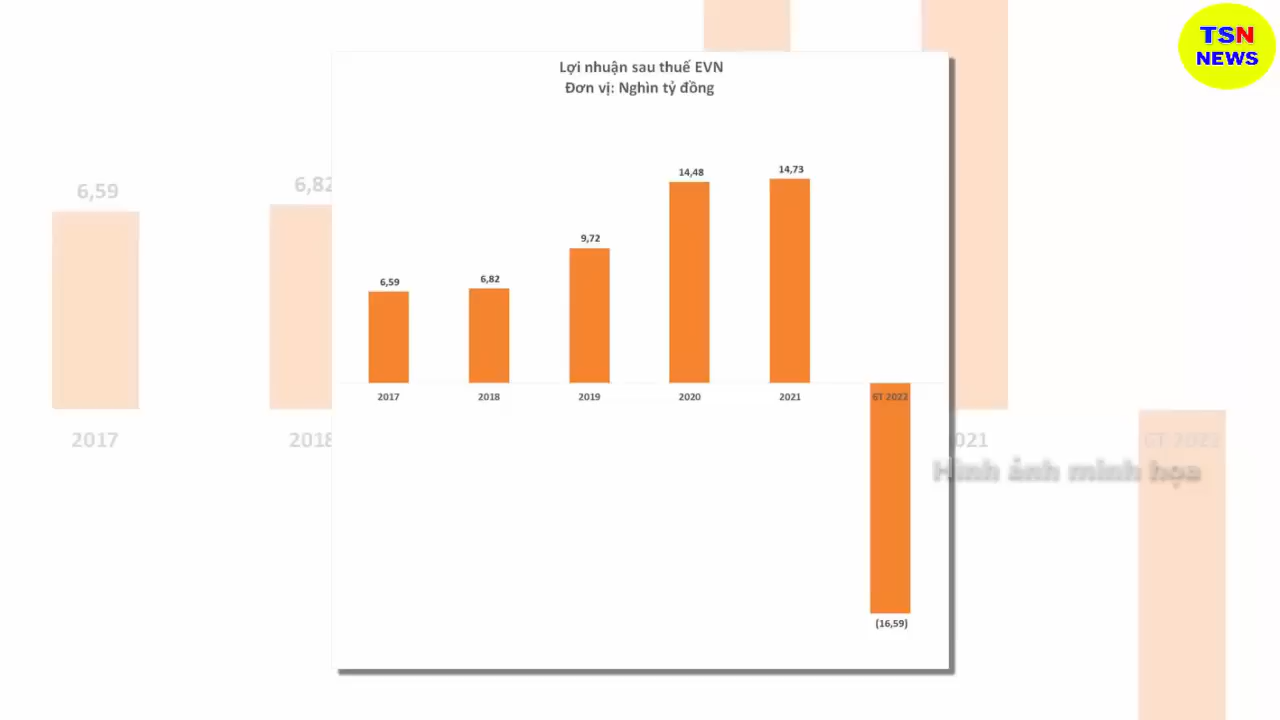 TSN
NEWS
Lợi nhuận sau thuế EVN
Đơn vị: Nghìn tỷ đồng
6,59
6,82
9,72
14,48
14,73
2017
2018
2019
2020
2021
6T 2022
(16,59)
6,59
6,82
2017
2018
021
6T 2022
Hình ảnh minh họa